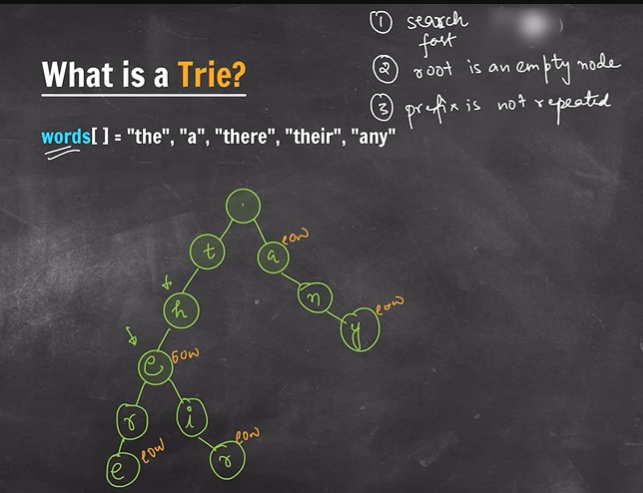 ① search
fast
② root is an empty node
③ prefix is not repeated
What is a Trie?
words[ ] = "the", "a", "there", "their", "any"
.
t
a eow
h
n
y eow
e eow
r
i
e eow
r eow